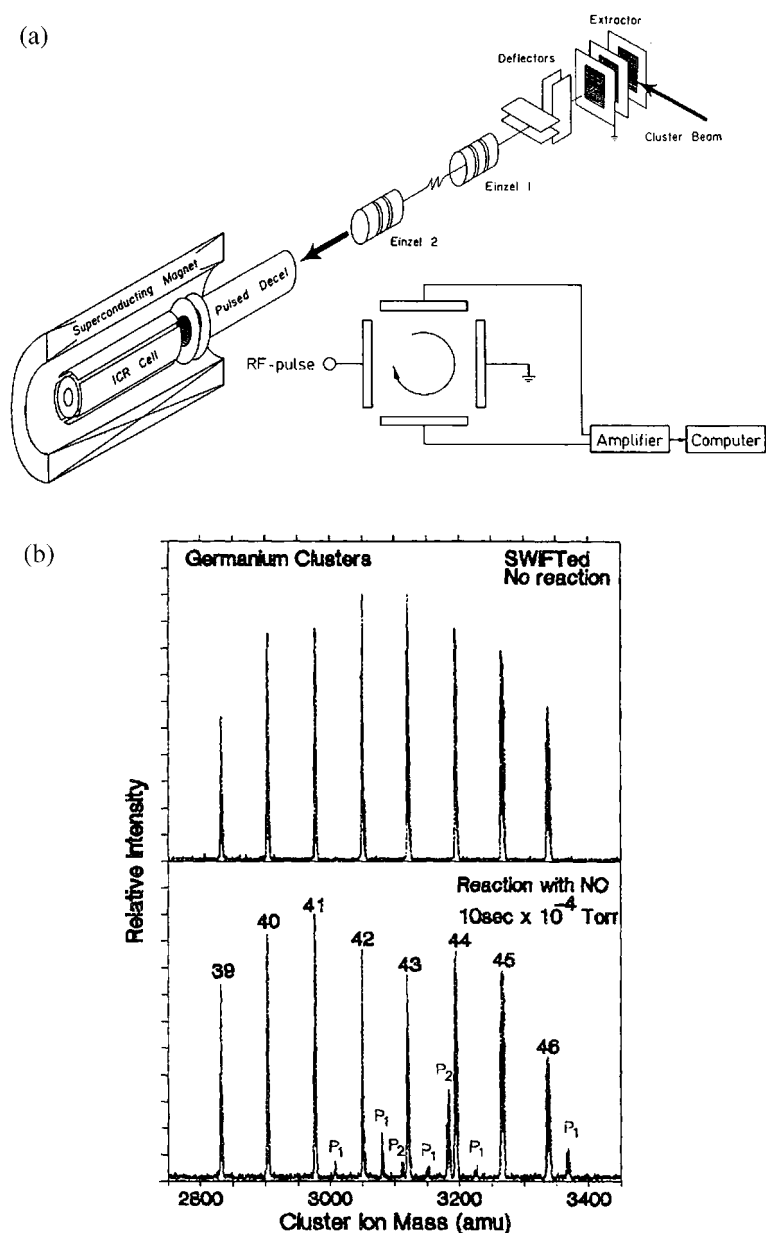 (a)
Extractor
Deflectors
Cluster Beam
Einzel 1
Einzel 2
Superconducting Magnet
Pulsed Decel
ICR Cell
RF-pulse
Amplifier
Computer
(b)
Germanium Clusters
SWIFTed
No reaction
Relative Intensity
Reaction with NO
10sec x 10⁻⁴ Torr
39
40
41
42
43
44
45
46
P₁
P₁
P₂
P₁
P₂
P₁
P₁
2800
3000
3200
3400
Cluster Ion Mass (amu)